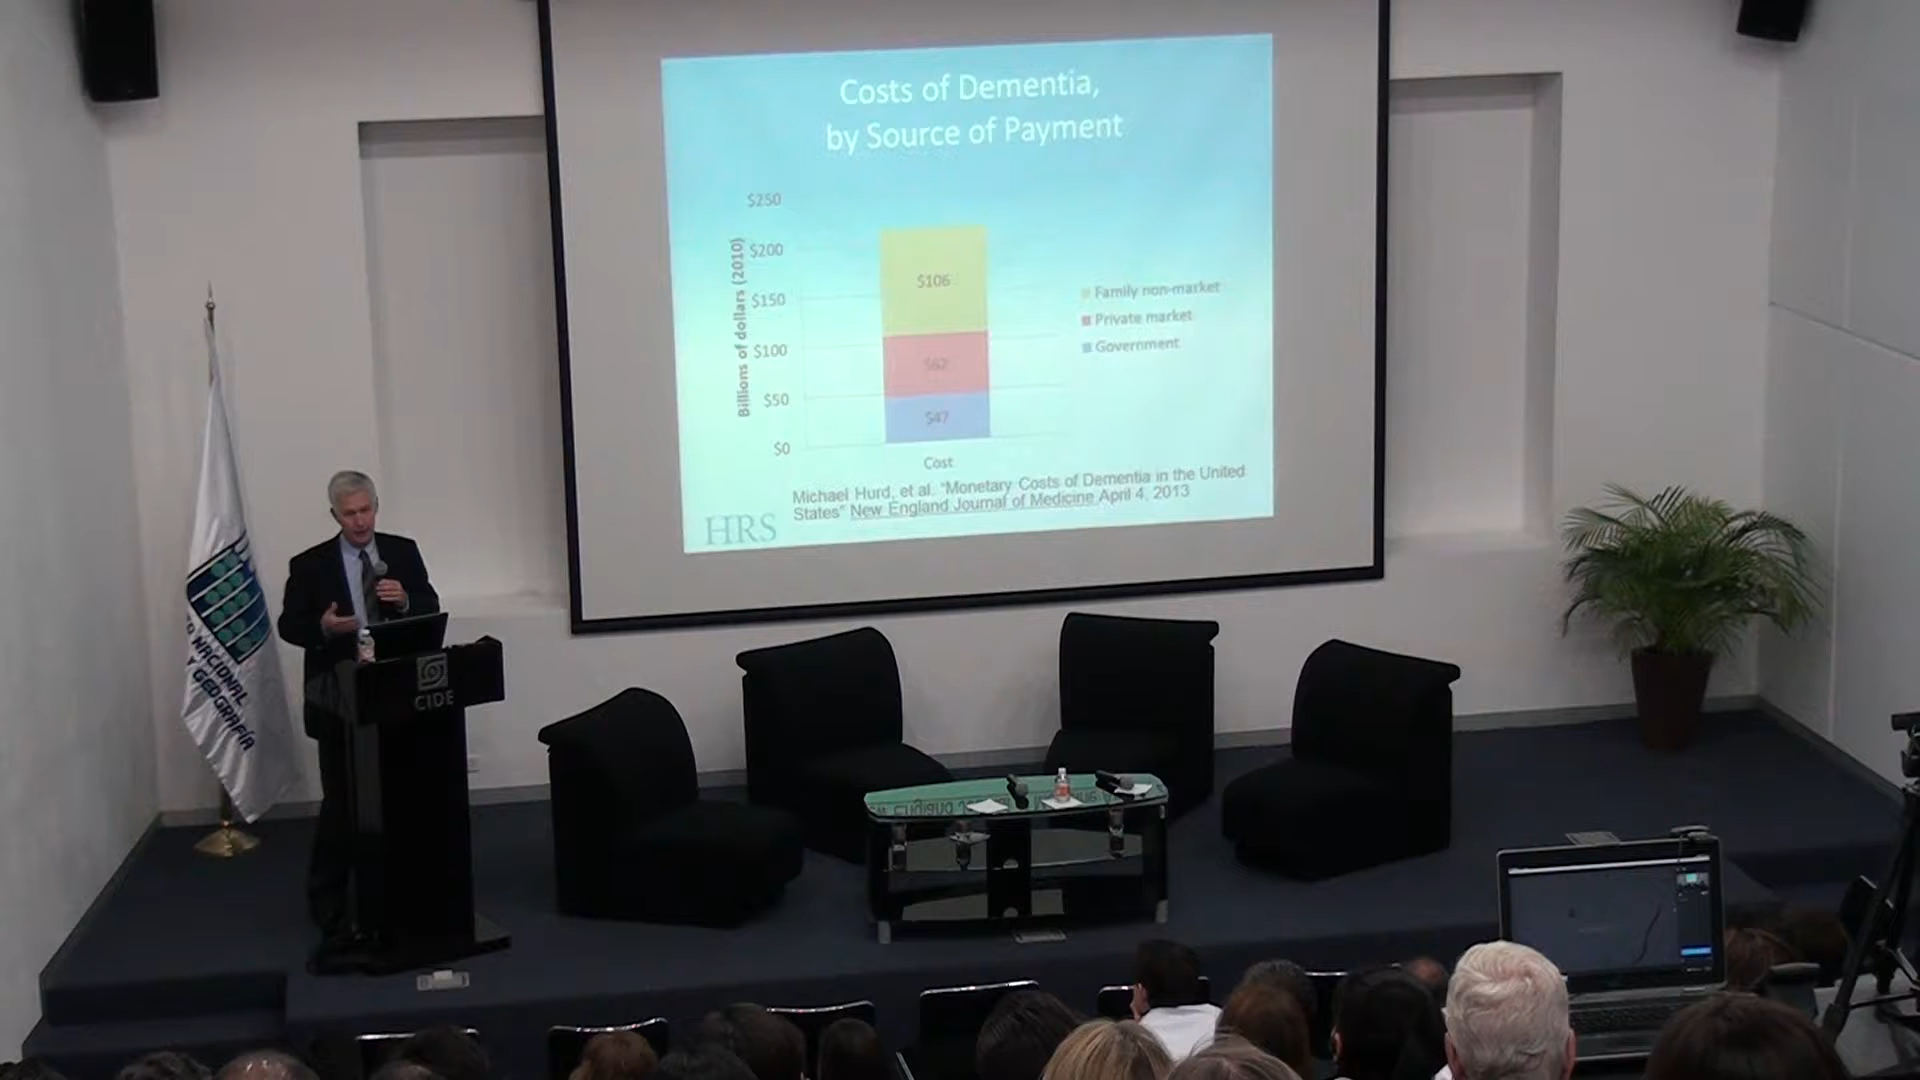 Costs of Dementia,
by Source of Payment
$250
$200
$150
$100
$50
$0
Billions of dollars (2010)
$106
$62
$47
Cost
Family non-market
Private market
Government
Michael Hurd, et al. "Monetary Costs of Dementia in the United
States" New England Journal of Medicine April 4, 2013
HRS
NACIONAL
Y GEOGRAFÍA
CIDE